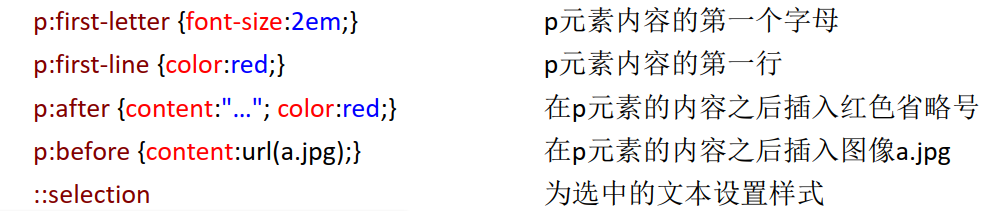 p:first-letter {font-size:2em;} p元素内容的第一个字母
p:first-line {color:red;} p元素内容的第一行
p:after {content:"…"; color:red;} 在p元素的内容之后插入红色省略号
p:before {content:url(a.jpg);} 在p元素的内容之后插入图像a.jpg
::selection 为选中的文本设置样式